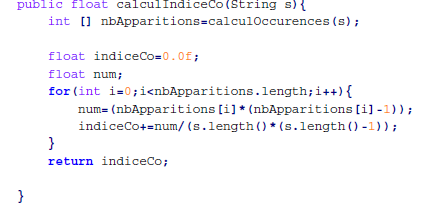 public float calculIndiceCo(String s){
    int [] nbApparitions=calculOccurences(s);

    float indiceCo=0.0f;
    float num;
    for(int i=0;i<nbApparitions.length;i++){
        num=(nbApparitions[i]*(nbApparitions[i]-1));
        indiceCo+=num/(s.length()*(s.length()-1));
    }
    return indiceCo;

}